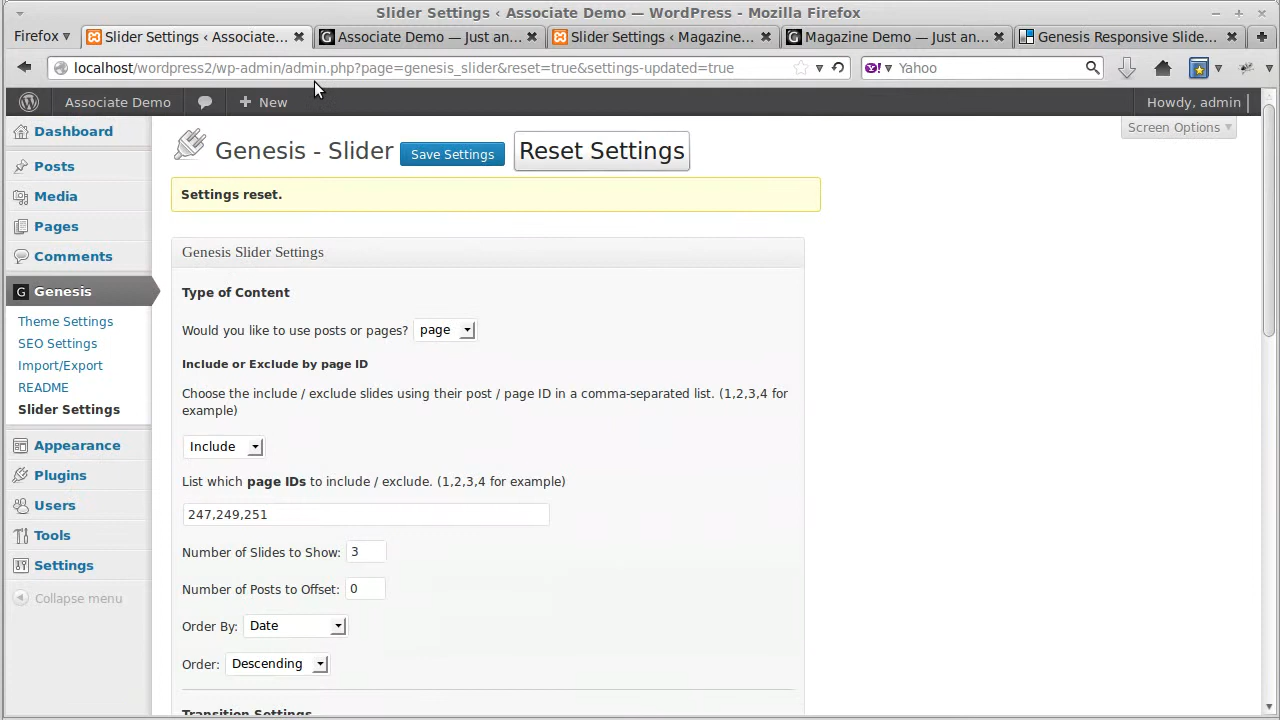 Slider Settings ‹ Associate Demo — WordPress - Mozilla Firefox
Firefox
Slider Settings ‹ Associate...
Associate Demo — Just an...
Slider Settings ‹ Magazine...
Magazine Demo — Just an...
Genesis Responsive Slide...
localhost/wordpress2/wp-admin/admin.php?page=genesis_slider&reset=true&settings-updated=true
Yahoo
Associate Demo
+ New
Howdy, admin
Screen Options
Dashboard
Posts
Media
Pages
Comments
Genesis
Theme Settings
SEO Settings
Import/Export
README
Slider Settings
Appearance
Plugins
Users
Tools
Settings
Collapse menu
Genesis - Slider
Save Settings
Reset Settings
Settings reset.
Genesis Slider Settings
Type of Content
Would you like to use posts or pages? page
Include or Exclude by page ID
Choose the include / exclude slides using their post / page ID in a comma-separated list. (1,2,3,4 for
example)
Include
List which page IDs to include / exclude. (1,2,3,4 for example)
247,249,251
Number of Slides to Show: 3
Number of Posts to Offset: 0
Order By: Date
Order: Descending
Transition Settings